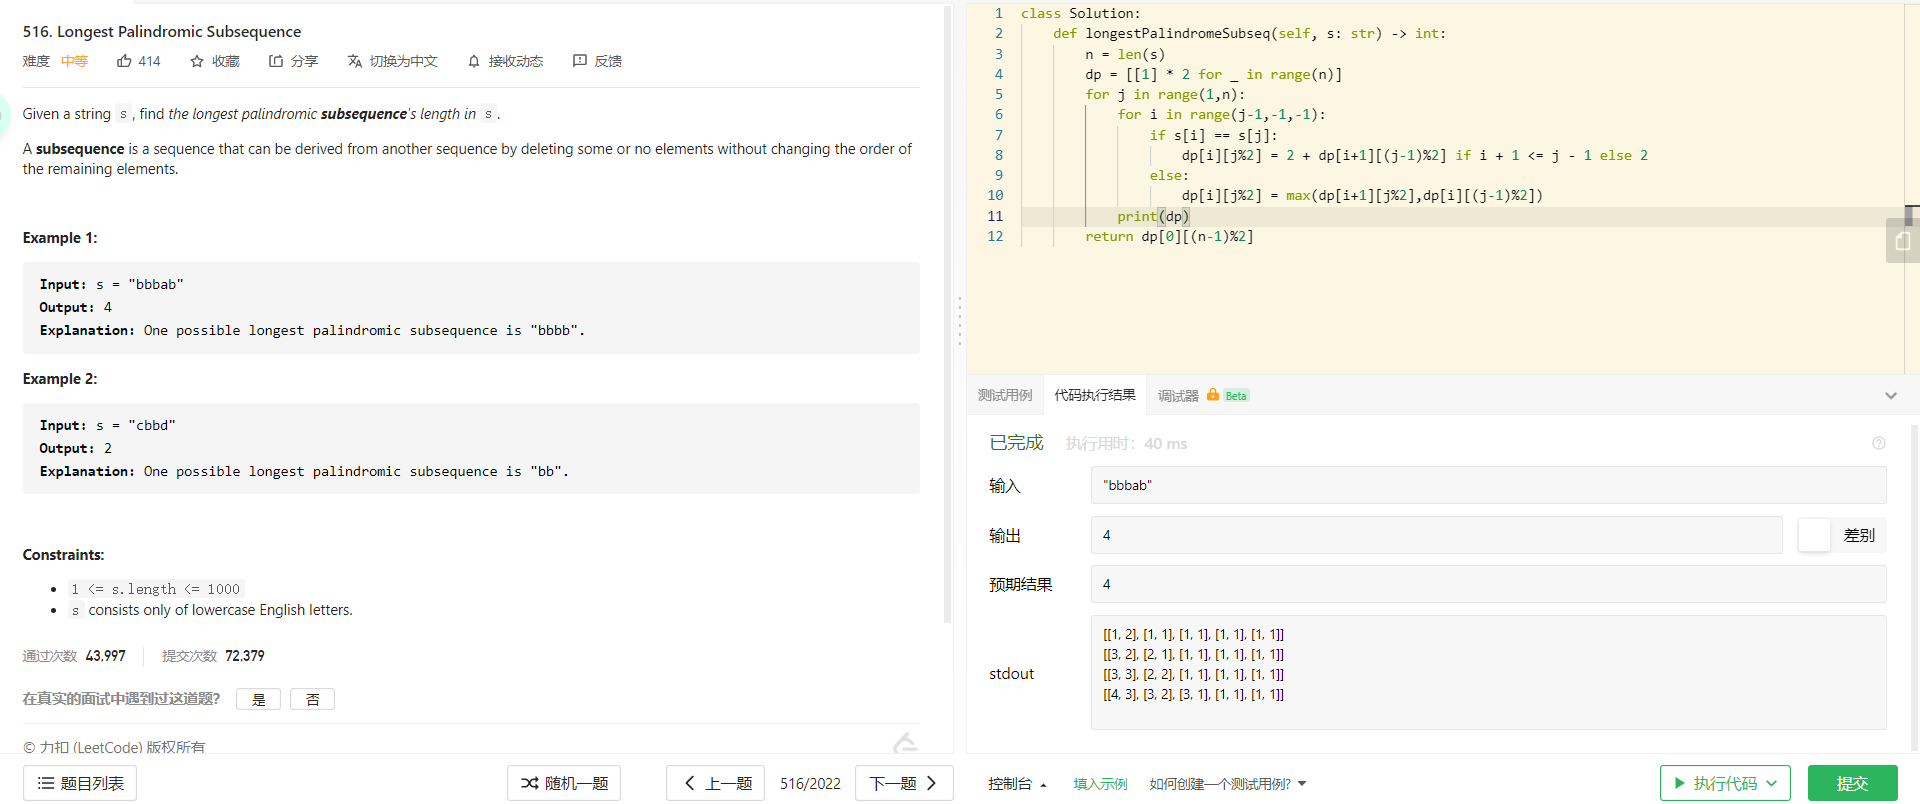 516. Longest Palindromic Subsequence
难度 中等 414 收藏 分享 切换为中文 接收动态 反馈
Given a string s , find the longest palindromic subsequence's length in s .
A subsequence is a sequence that can be derived from another sequence by deleting some or no elements without changing the order of
the remaining elements.
Example 1:
Input: s = "bbbab"
Output: 4
Explanation: One possible longest palindromic subsequence is "bbbb".
Example 2:
Input: s = "cbbd"
Output: 2
Explanation: One possible longest palindromic subsequence is "bb".
Constraints:
• 1 <= s.length <= 1000
• s consists only of lowercase English letters.
通过次数 43,997 提交次数 72,379
在真实的面试中遇到过这道题? 是 否
© 力扣 (LeetCode) 版权所有
题目列表 随机一题 上一题 516/2022 下一题
1 class Solution:
2 def longestPalindromeSubseq(self, s: str) -> int:
3 n = len(s)
4 dp = [[1] * 2 for _ in range(n)]
5 for j in range(1,n):
6 for i in range(j-1,-1,-1):
7 if s[i] == s[j]:
8 dp[i][j%2] = 2 + dp[i+1][(j-1)%2] if i + 1 <= j - 1 else 2
9 else:
10 dp[i][j%2] = max(dp[i+1][j%2],dp[i][(j-1)%2])
11 print(dp)
12 return dp[0][(n-1)%2]
测试用例 代码执行结果 调试器 Beta
已完成 执行用时: 40 ms
输入 "bbbab"
输出 4 差别
预期结果 4
stdout
[[1, 2], [1, 1], [1, 1], [1, 1], [1, 1]]
[[3, 2], [2, 1], [1, 1], [1, 1], [1, 1]]
[[3, 3], [2, 2], [1, 1], [1, 1], [1, 1]]
[[4, 3], [3, 2], [3, 1], [1, 1], [1, 1]]
控制台 填入示例 如何创建一个测试用例? 执行代码 提交